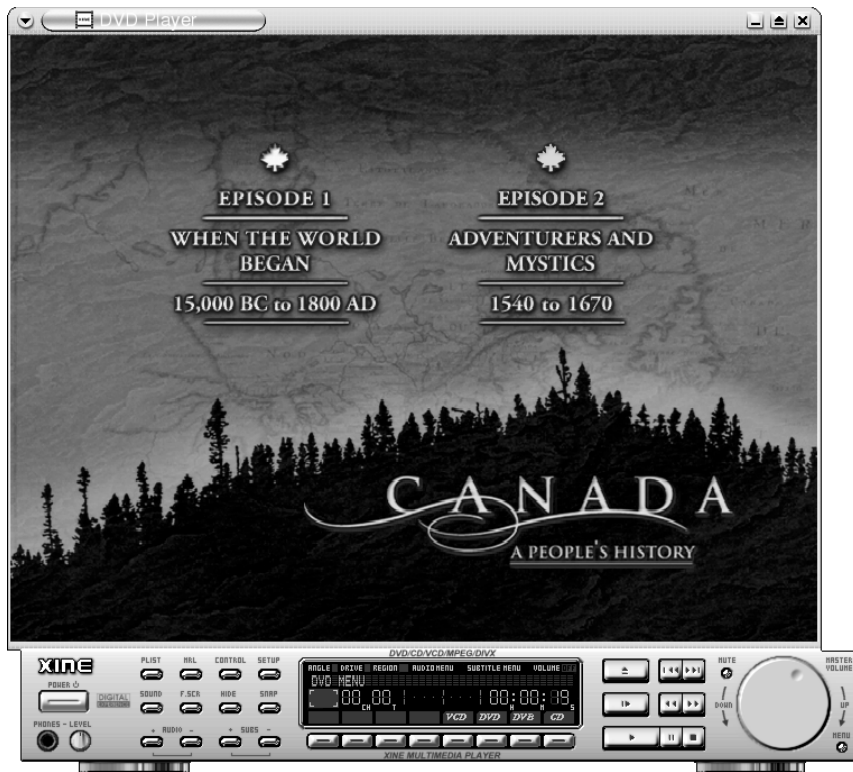 DVD Player
EPISODE 1
WHEN THE WORLD
BEGAN
15,000 BC to 1800 AD
EPISODE 2
ADVENTURERS AND
MYSTICS
1540 to 1670
CANADA
A PEOPLE'S HISTORY
DVD/CD/VCD/MPEG/DIVX
XINE
POWER
DIGITAL
PHONES - LEVEL
PLIST MRL CONTROL SETUP
SOUND F.SCR HIDE SNAP
+ AUDIO - + SUBS -
ANGLE DRIVE REGION AUDIO MENU SUBTITLE MENU VOLUME OFF
DVD MENU
00 00 00:00:19
CH T H M S
VCD DVD DVB CD
XINE MULTIMEDIA PLAYER
MUTE
DOWN
MASTER
VOLUME
UP
MENU